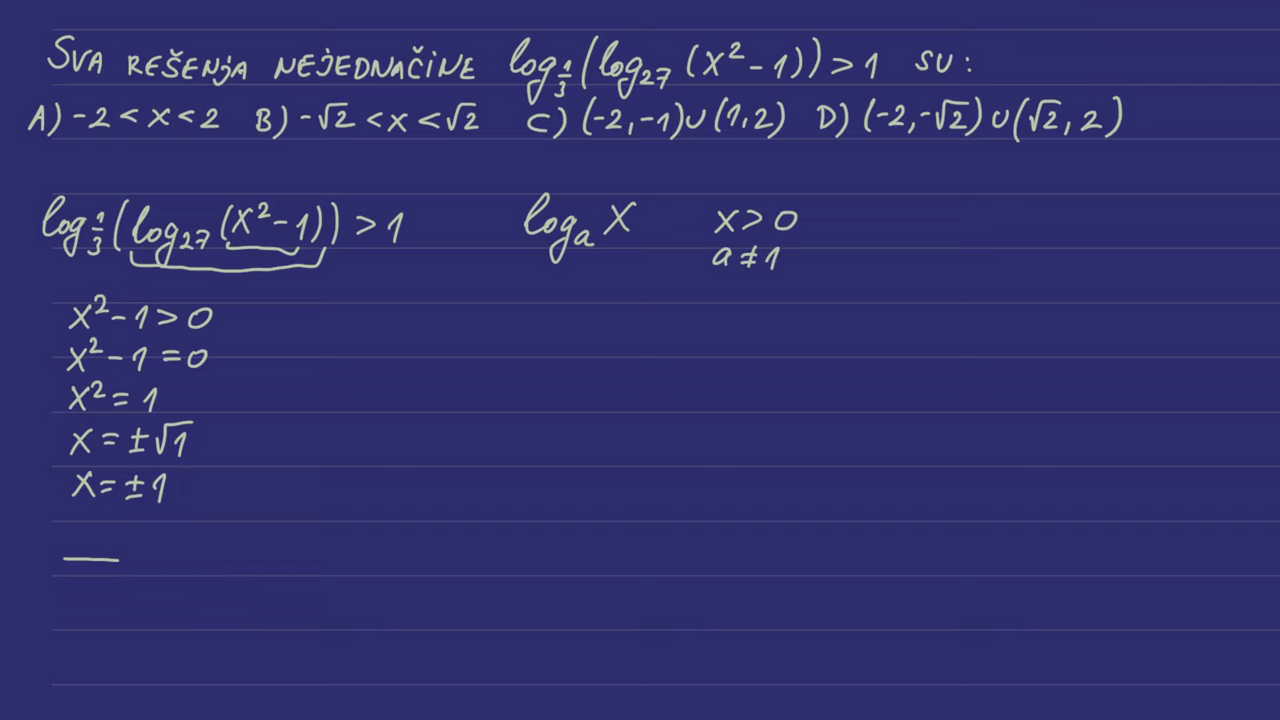 SVA REŠENJA NEJEDNAČINE log_{1/3}(log_{27}(x²-1))>1 SU:
A) -2<x<2 B) -√2<x<√2 C) (-2,-1)∪(1,2) D) (-2,-√2)∪(√2,2)
log_{1/3}(log_{27}(x²-1))>1 log_a x x>0
a≠1
x²-1>0
x²-1=0
x²=1
x=±√1
x=±1